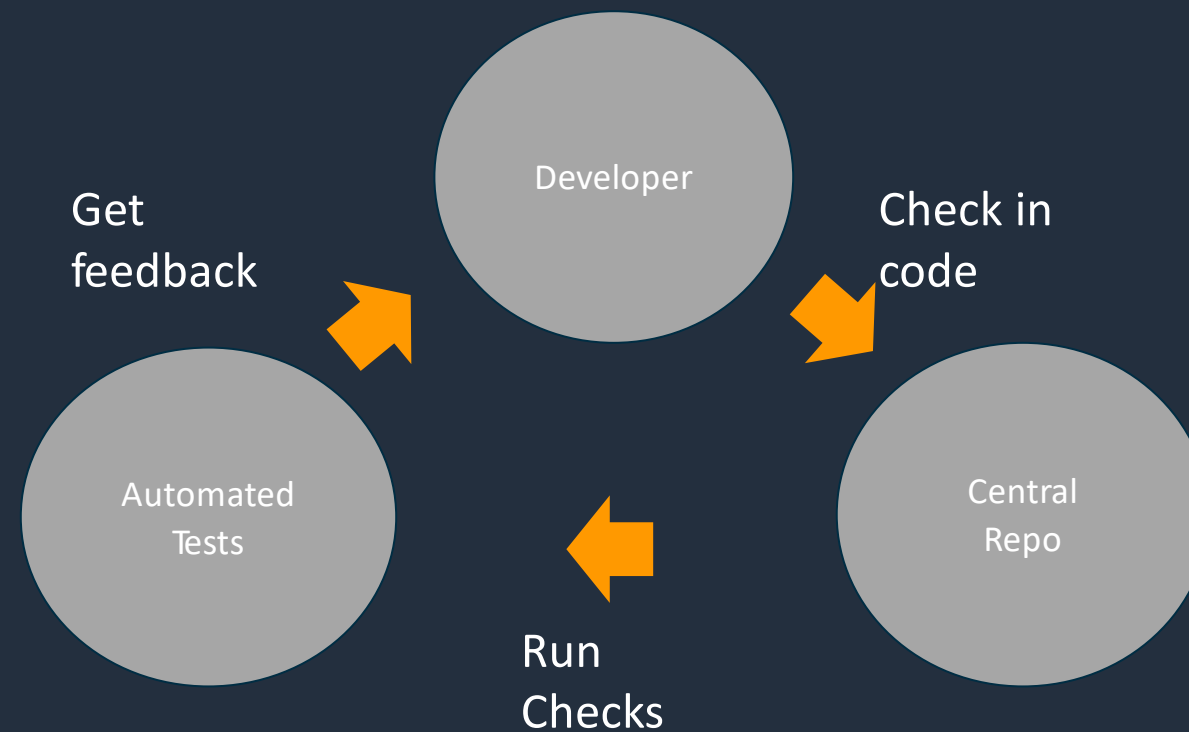 Developer
Get
feedback
Check in
code
Automated
Tests
Central
Repo
Run
Checks